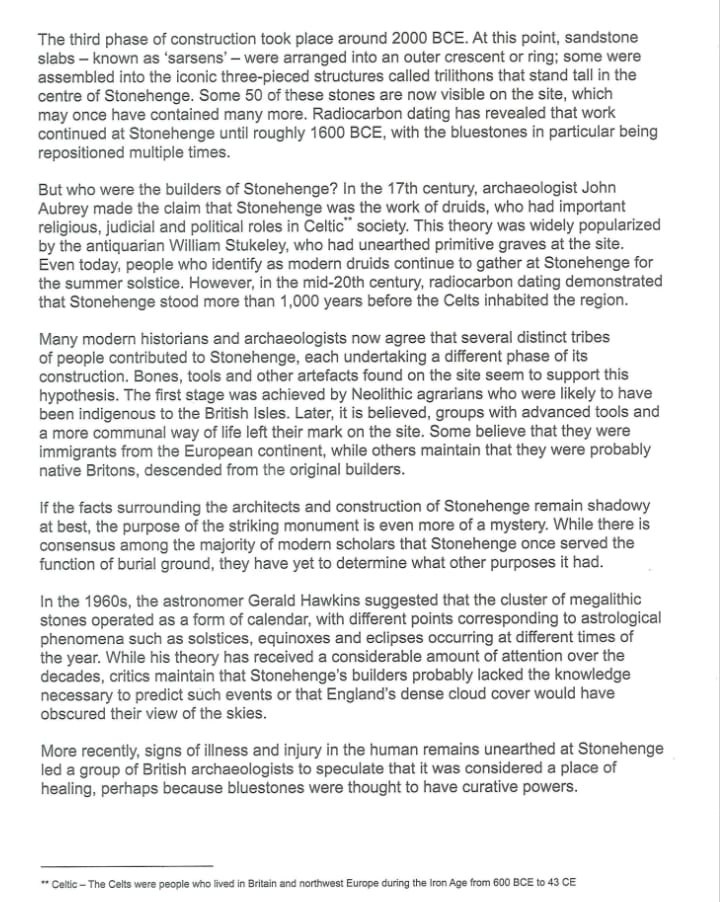 The third phase of construction took place around 2000 BCE. At this point, sandstone
slabs – known as ‘sarsens’ – were arranged into an outer crescent or ring; some were
assembled into the iconic three-pieced structures called trilithons that stand tall in the
centre of Stonehenge. Some 50 of these stones are now visible on the site, which
may once have contained many more. Radiocarbon dating has revealed that work
continued at Stonehenge until roughly 1600 BCE, with the bluestones in particular being
repositioned multiple times.
But who were the builders of Stonehenge? In the 17th century, archaeologist John
Aubrey made the claim that Stonehenge was the work of druids, who had important
religious, judicial and political roles in Celtic** society. This theory was widely popularized
by the antiquarian William Stukeley, who had unearthed primitive graves at the site.
Even today, people who identify as modern druids continue to gather at Stonehenge for
the summer solstice. However, in the mid-20th century, radiocarbon dating demonstrated
that Stonehenge stood more than 1,000 years before the Celts inhabited the region.
Many modern historians and archaeologists now agree that several distinct tribes
of people contributed to Stonehenge, each undertaking a different phase of its
construction. Bones, tools and other artefacts found on the site seem to support this
hypothesis. The first stage was achieved by Neolithic agrarians who were likely to have
been indigenous to the British Isles. Later, it is believed, groups with advanced tools and
a more communal way of life left their mark on the site. Some believe that they were
immigrants from the European continent, while others maintain that they were probably
native Britons, descended from the original builders.
If the facts surrounding the architects and construction of Stonehenge remain shadowy
at best, the purpose of the striking monument is even more of a mystery. While there is
consensus among the majority of modern scholars that Stonehenge once served the
function of burial ground, they have yet to determine what other purposes it had.
In the 1960s, the astronomer Gerald Hawkins suggested that the cluster of megalithic
stones operated as a form of calendar, with different points corresponding to astrological
phenomena such as solstices, equinoxes and eclipses occurring at different times of
the year. While his theory has received a considerable amount of attention over the
decades, critics maintain that Stonehenge’s builders probably lacked the knowledge
necessary to predict such events or that England’s dense cloud cover would have
obscured their view of the skies.
More recently, signs of illness and injury in the human remains unearthed at Stonehenge
led a group of British archaeologists to speculate that it was considered a place of
healing, perhaps because bluestones were thought to have curative powers.
** Celtic – The Celts were people who lived in Britain and northwest Europe during the Iron Age from 600 BCE to 43 CE